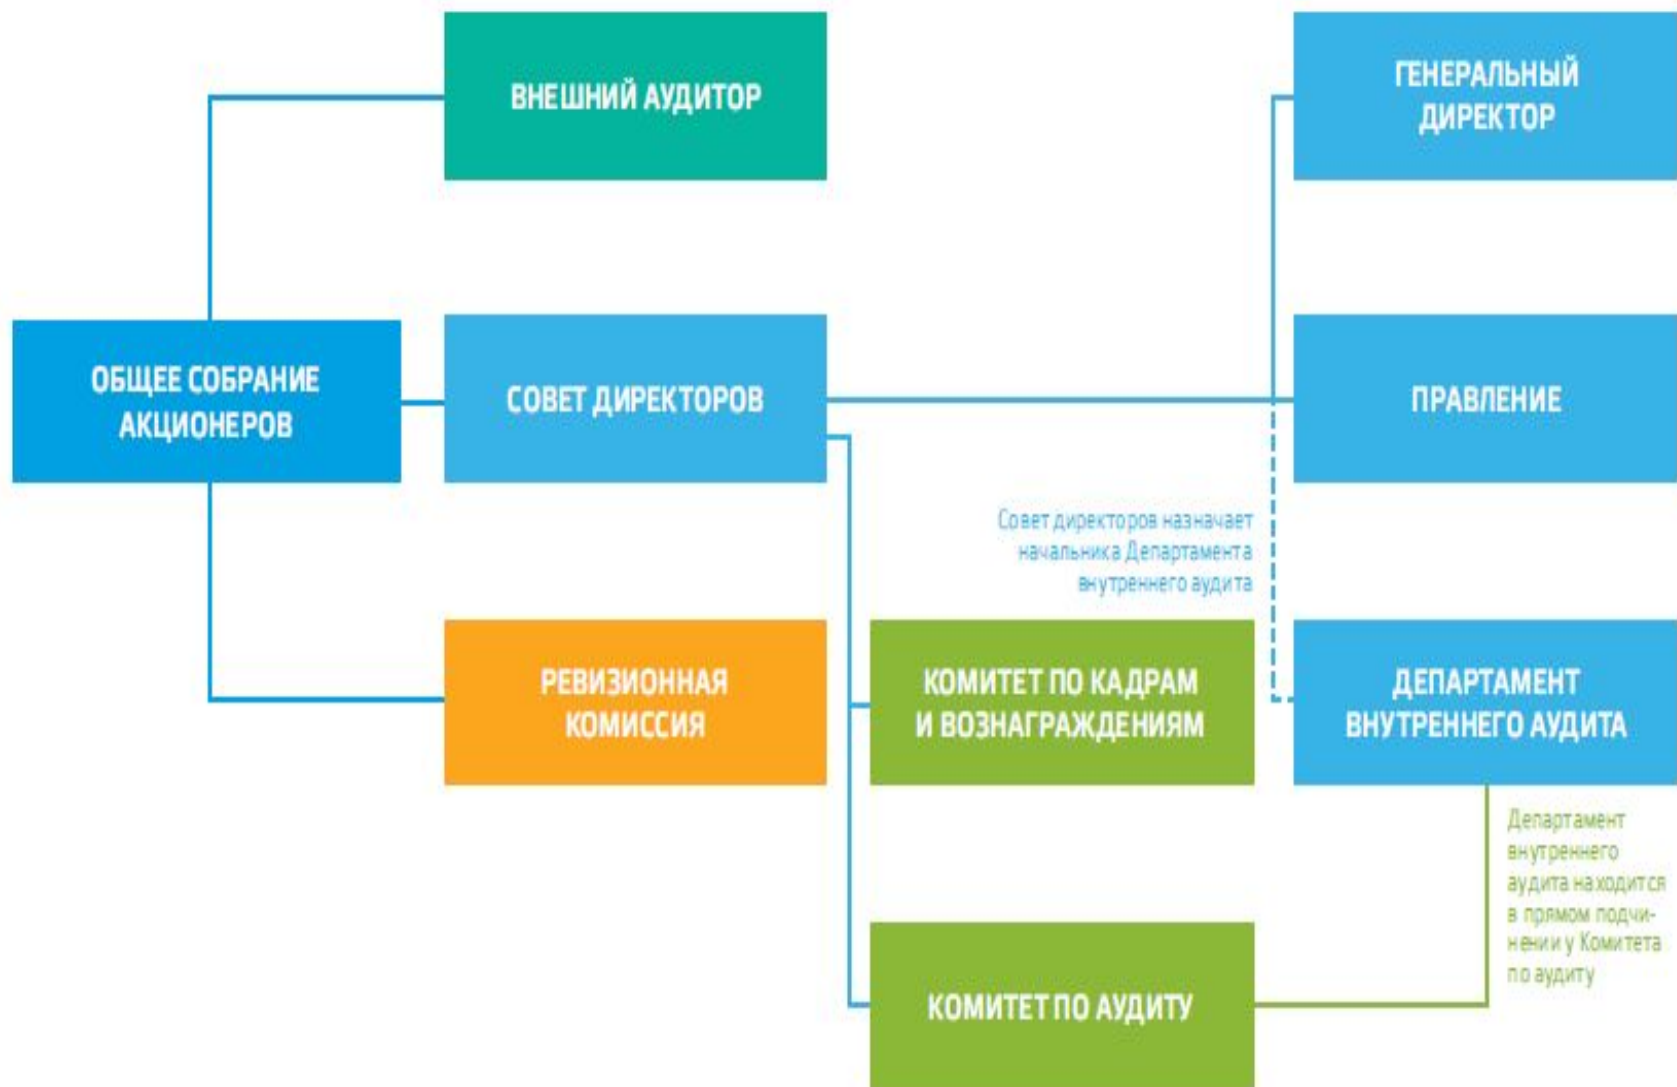 ВНЕШНИЙ АУДИТОР
ГЕНЕРАЛЬНЫЙ
ДИРЕКТОР
ОБЩЕЕ СОБРАНИЕ
АКЦИОНЕРОВ
СОВЕТ ДИРЕКТОРОВ
ПРАВЛЕНИЕ
Совет директоров назначает
начальника Департамента
внутреннего аудита
РЕВИЗИОННАЯ
КОМИССИЯ
КОМИТЕТ ПО КАДРАМ
И ВОЗНАГРАЖДЕНИЯМ
ДЕПАРТАМЕНТ
ВНУТРЕННЕГО АУДИТА
Департамент
внутреннего
аудита находится
в прямом подчи-
нении у Комитета
по аудиту
КОМИТЕТ ПО АУДИТУ